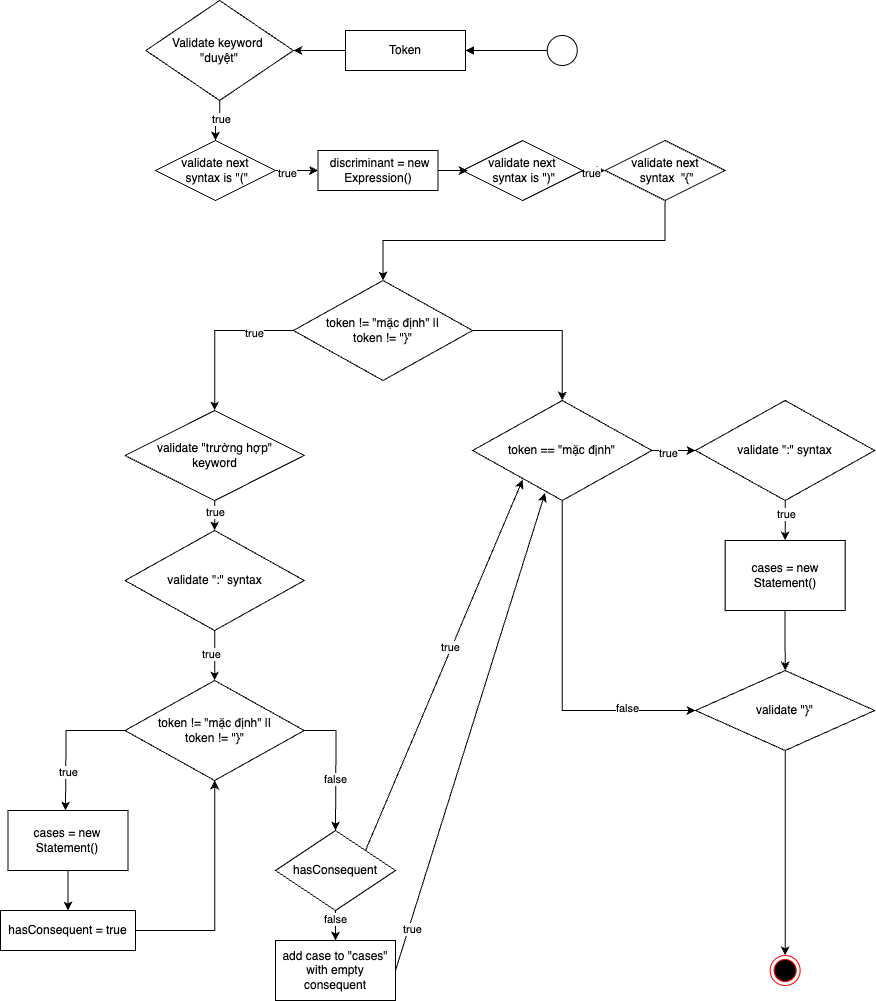 Validate keyword
"duyệt"
Token
true
validate next
syntax is "("
true
discriminant = new
Expression()
validate next
syntax is ")"
true
validate next
syntax "{"
token != "mặc định" ||
token != "}"
true
validate "trường hợp"
keyword
token == "mặc định"
true
validate ":" syntax
true
true
validate ":" syntax
cases = new
Statement()
true
true
token != "mặc định" ||
token != "}"
false
validate "}"
true
false
cases = new
Statement()
hasConsequent
false
hasConsequent = true
true
add case to "cases"
with empty
consequent